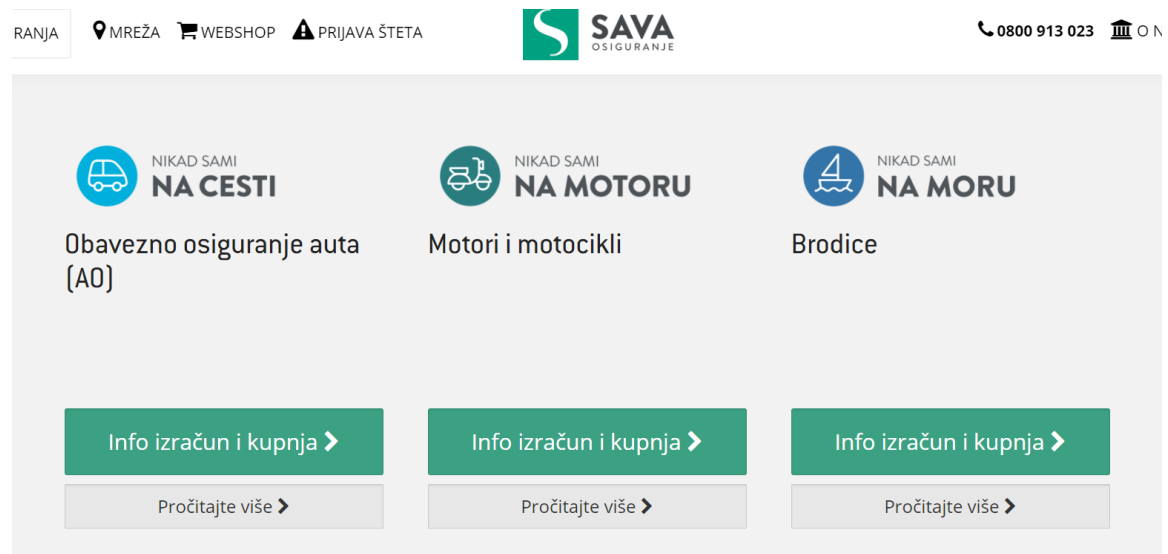 RANJA MREŽA WEBSHOP PRIJAVA ŠTETA SAVA OSIGURANJE 0800 913 023 O N
NIKAD SAMI
NA CESTI
Obavezno osiguranje auta
(AO)
Info izračun i kupnja
Pročitajte više
NIKAD SAMI
NA MOTORU
Motori i motocikli
Info izračun i kupnja
Pročitajte više
NIKAD SAMI
NA MORU
Brodice
Info izračun i kupnja
Pročitajte više